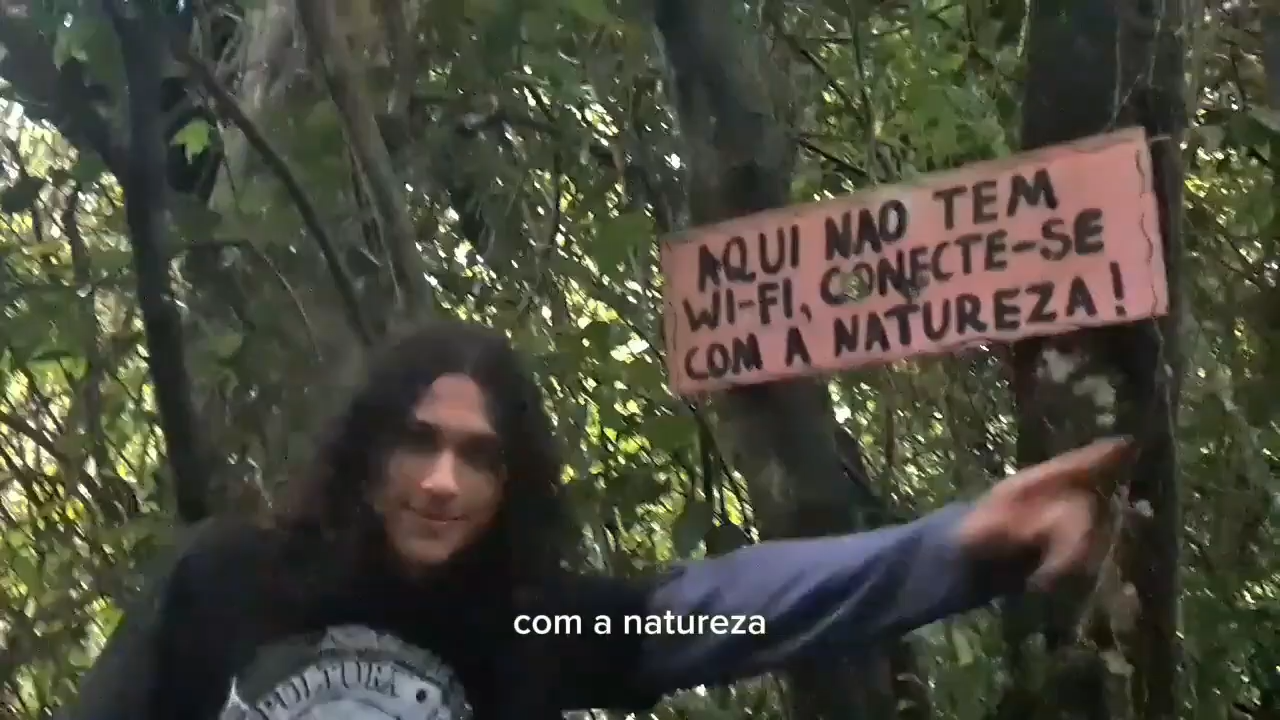 AQUI NAO TEM
WI-FI, CONECTE-SE
COM A NATUREZA!
com a natureza